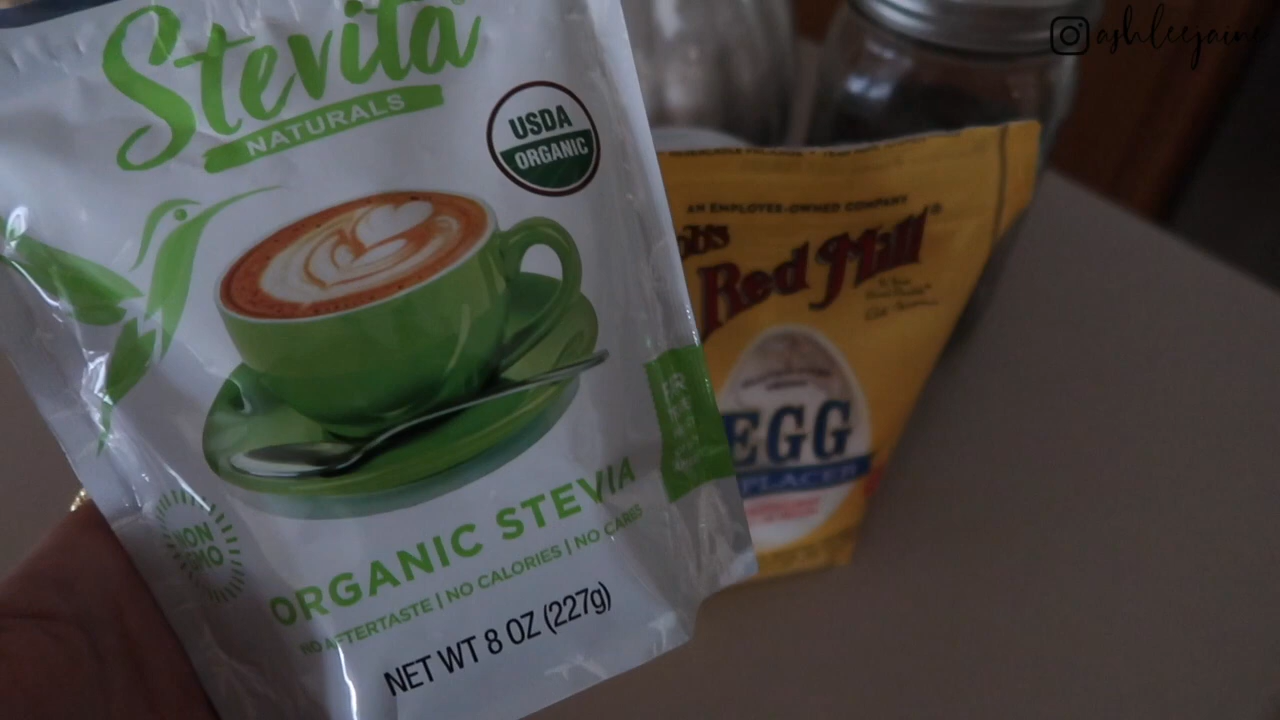 Stevita
NATURALS
USDA
ORGANIC
NON
GMO
ORGANIC STEVIA
NO AFTERTASTE | NO CALORIES | NO CARBS
NET WT 8 OZ (227g)
AN EMPLOYEE-OWNED COMPANY
Red Mill
EGG
ashleejaine